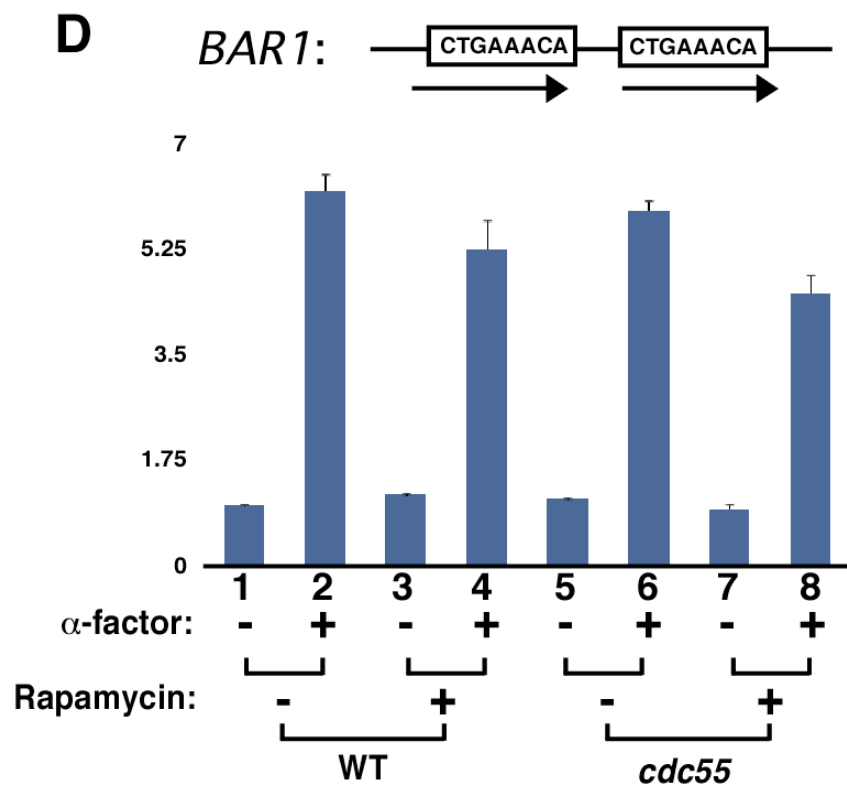 D
BAR1:
CTGAAACA CTGAAACA
7
5.25
3.5
1.75
0
1 2 3 4 5 6 7 8
α-factor: - + - + - + - +
Rapamycin: - + - +
WT cdc55